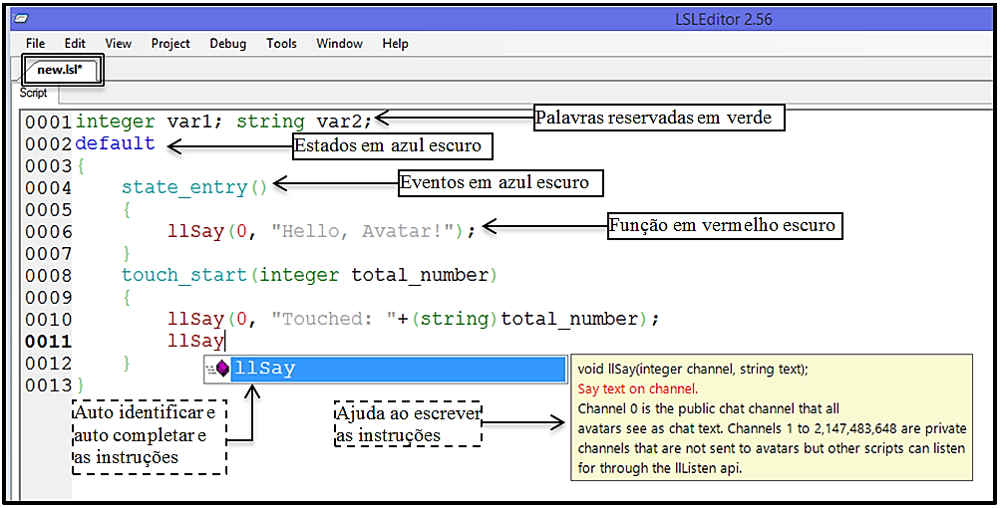 LSLEditor 2.56
File Edit View Project Debug Tools Window Help
new.lsl*
Script
0001 integer var1; string var2;
Palavras reservadas em verde
0002 default
Estados em azul escuro
0003 {
0004 state_entry()
Eventos em azul escuro
0005 {
0006 llSay(0, "Hello, Avatar!");
Função em vermelho escuro
0007 }
0008 touch_start(integer total_number)
0009 {
0010 llSay(0, "Touched: "+(string)total_number);
0011 llSay
0012 }
llSay
0013 }
void llSay(integer channel, string text);
Say text on channel.
Channel 0 is the public chat channel that all
avatars see as chat text. Channels 1 to 2,147,483,648 are private
channels that are not sent to avatars but other scripts can listen
for through the llListen api.
Auto identificar e
auto completar e
as instruções
Ajuda ao escrever
as instruções